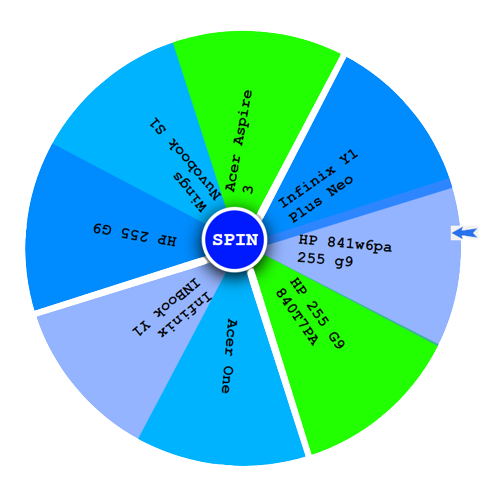 Acer Aspire
3
Infinix Y1
Plus Neo
HP 841w6pa
255 g9
HP 255 G9
840T7PA
Acer One
Infinix
INBook Y1
HP 255 G9
Wings
Nuvobook S1
SPIN